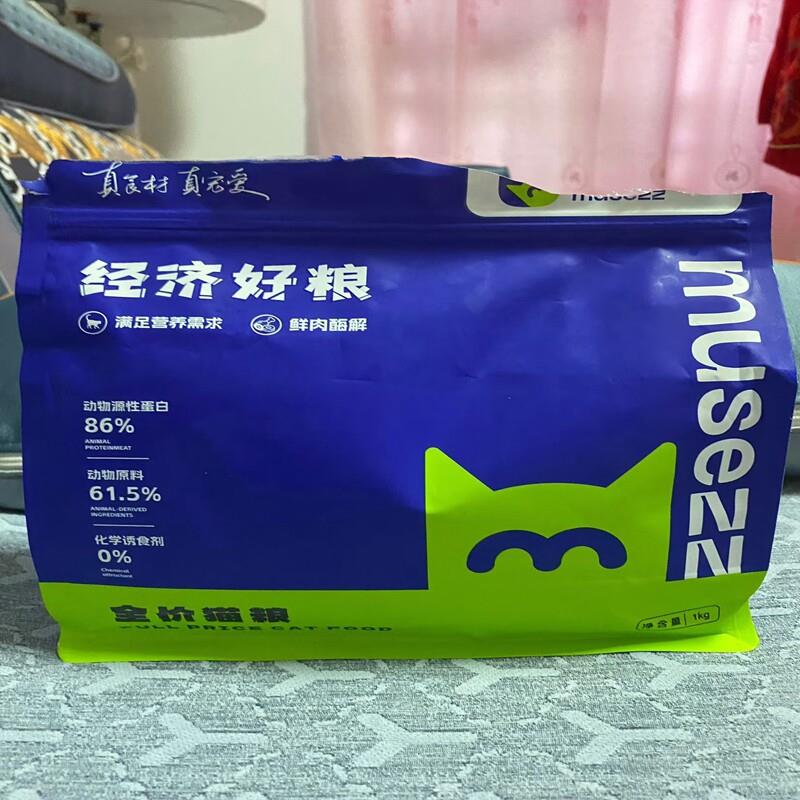 真食材 真宠爱
musezz
经济好粮
满足营养需求 鲜肉酶解
动物源性蛋白
86%
ANIMAL
PROTEINMEAT
动物原料
61.5%
ANIMAL-DERIVED
INGREDIENTS
化学诱食剂
0%
Chemical
attractant
musezz
全价猫粮
FULL PRICE CAT FOOD
净含量 1kg